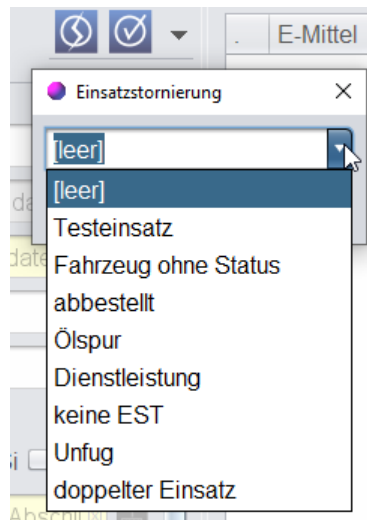 . E-Mittel
Einsatzstornierung
[leer]
[leer]
Testeinsatz
Fahrzeug ohne Status
abbestellt
Ölspur
Dienstleistung
keine EST
Unfug
doppelter Einsatz